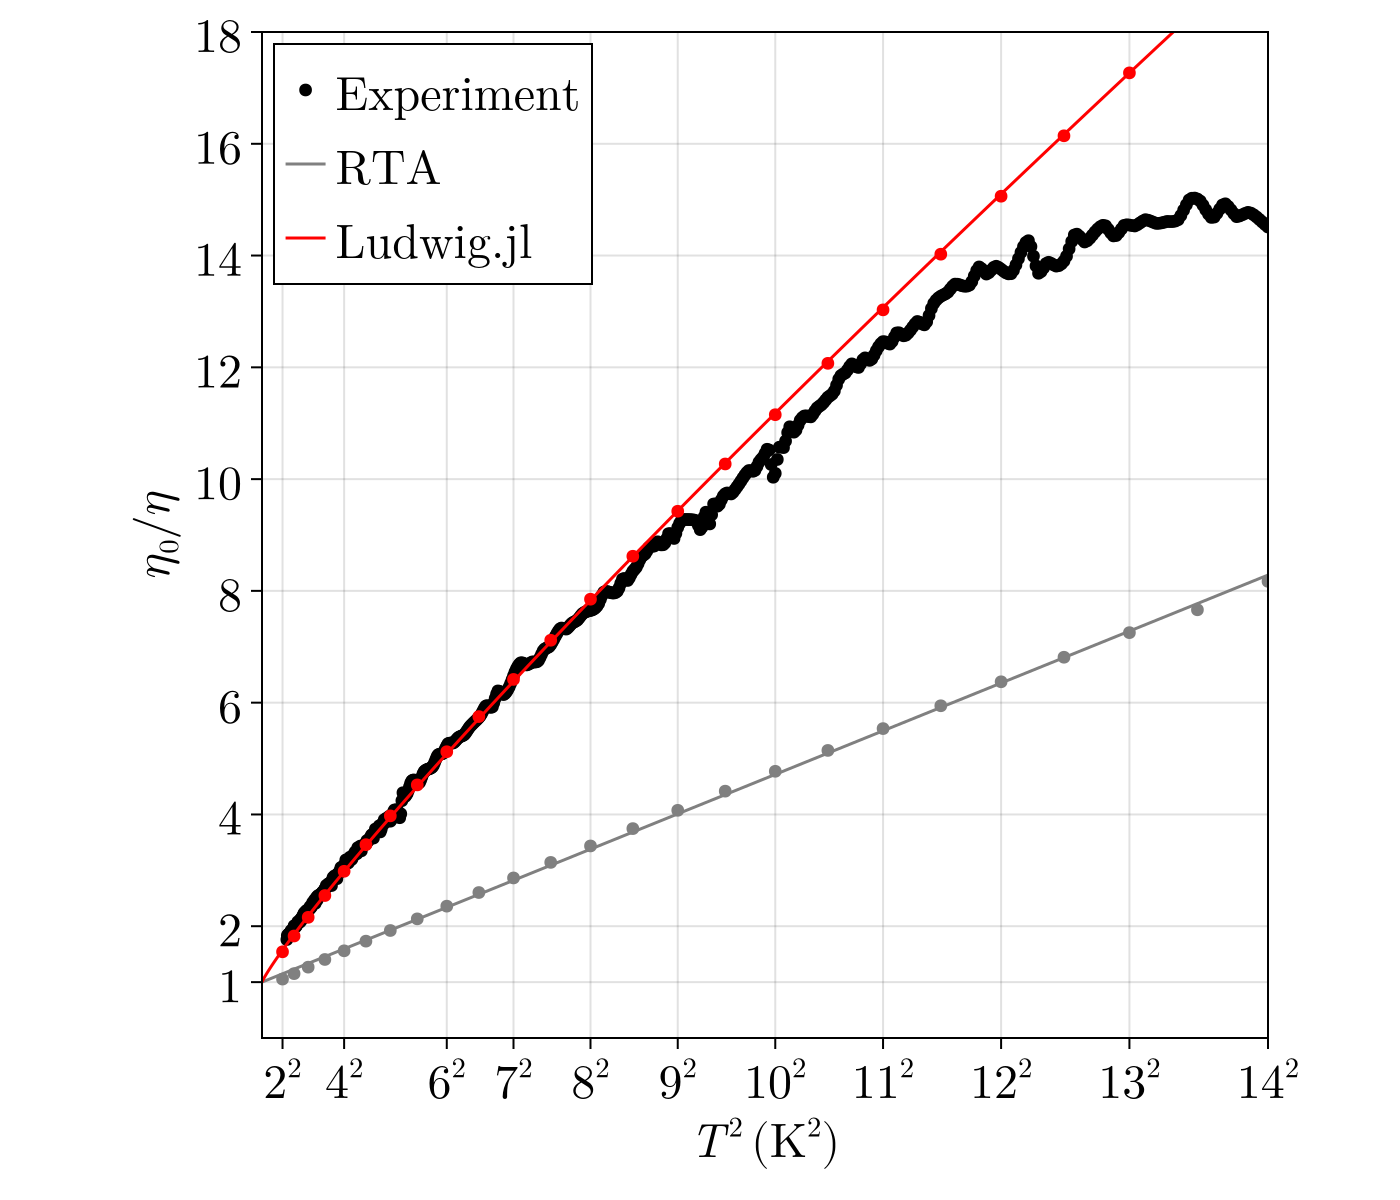 18
16
14
12
10
8
6
4
2
1
η₀/η
Experiment
RTA
Ludwig.jl
2² 4² 6² 7² 8² 9² 10² 11² 12² 13² 14²
T² (K²)